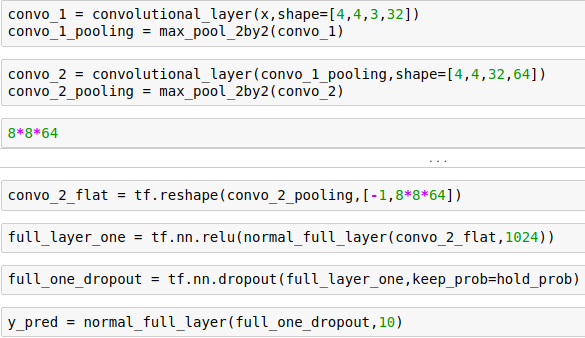 convo_1 = convolutional_layer(x,shape=[4,4,3,32])
convo_1_pooling = max_pool_2by2(convo_1)
convo_2 = convolutional_layer(convo_1_pooling,shape=[4,4,32,64])
convo_2_pooling = max_pool_2by2(convo_2)
8*8*64
...
convo_2_flat = tf.reshape(convo_2_pooling,[-1,8*8*64])
full_layer_one = tf.nn.relu(normal_full_layer(convo_2_flat,1024))
full_one_dropout = tf.nn.dropout(full_layer_one,keep_prob=hold_prob)
y_pred = normal_full_layer(full_one_dropout,10)